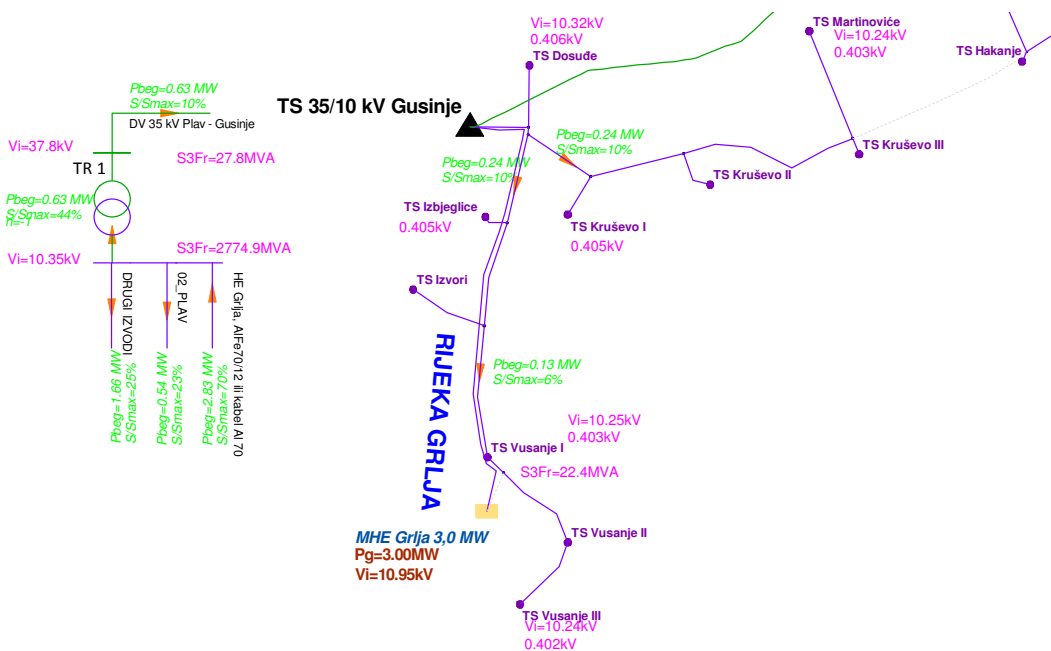 Pbeg=0.63 MW
S/Smax=10%
DV 35 kV Plav - Gusinje
Vi=37.8kV
S3Fr=27.8MVA
TR 1
Pbeg=0.63 MW
S/Smax=44%
n=-1
S3Fr=2774.9MVA
Vi=10.35kV
DRUGI IZVODI
Pbeg=1.66 MW
S/Smax=25%
02_PLAV
Pbeg=0.54 MW
S/Smax=23%
HE Grlja, AlFe70/12 ili kabel Al 70
Pbeg=2.83 MW
S/Smax=70%
Vi=10.32kV
0.406kV
TS Dosuđe
TS 35/10 kV Gusinje
TS Martinoviće
Vi=10.24kV
0.403kV
TS Hakanje
Pbeg=0.24 MW
S/Smax=10%
Pbeg=0.24 MW
S/Smax=10%
TS Kruševo III
TS Kruševo II
TS Izbjeglice
0.405kV
TS Kruševo I
0.405kV
TS Izvori
RIJEKA GRLJA
Pbeg=0.13 MW
S/Smax=6%
Vi=10.25kV
0.403kV
TS Vusanje I
S3Fr=22.4MVA
MHE Grlja 3,0 MW
Pg=3.00MW
Vi=10.95kV
TS Vusanje II
TS Vusanje III
Vi=10.24kV
0.402kV